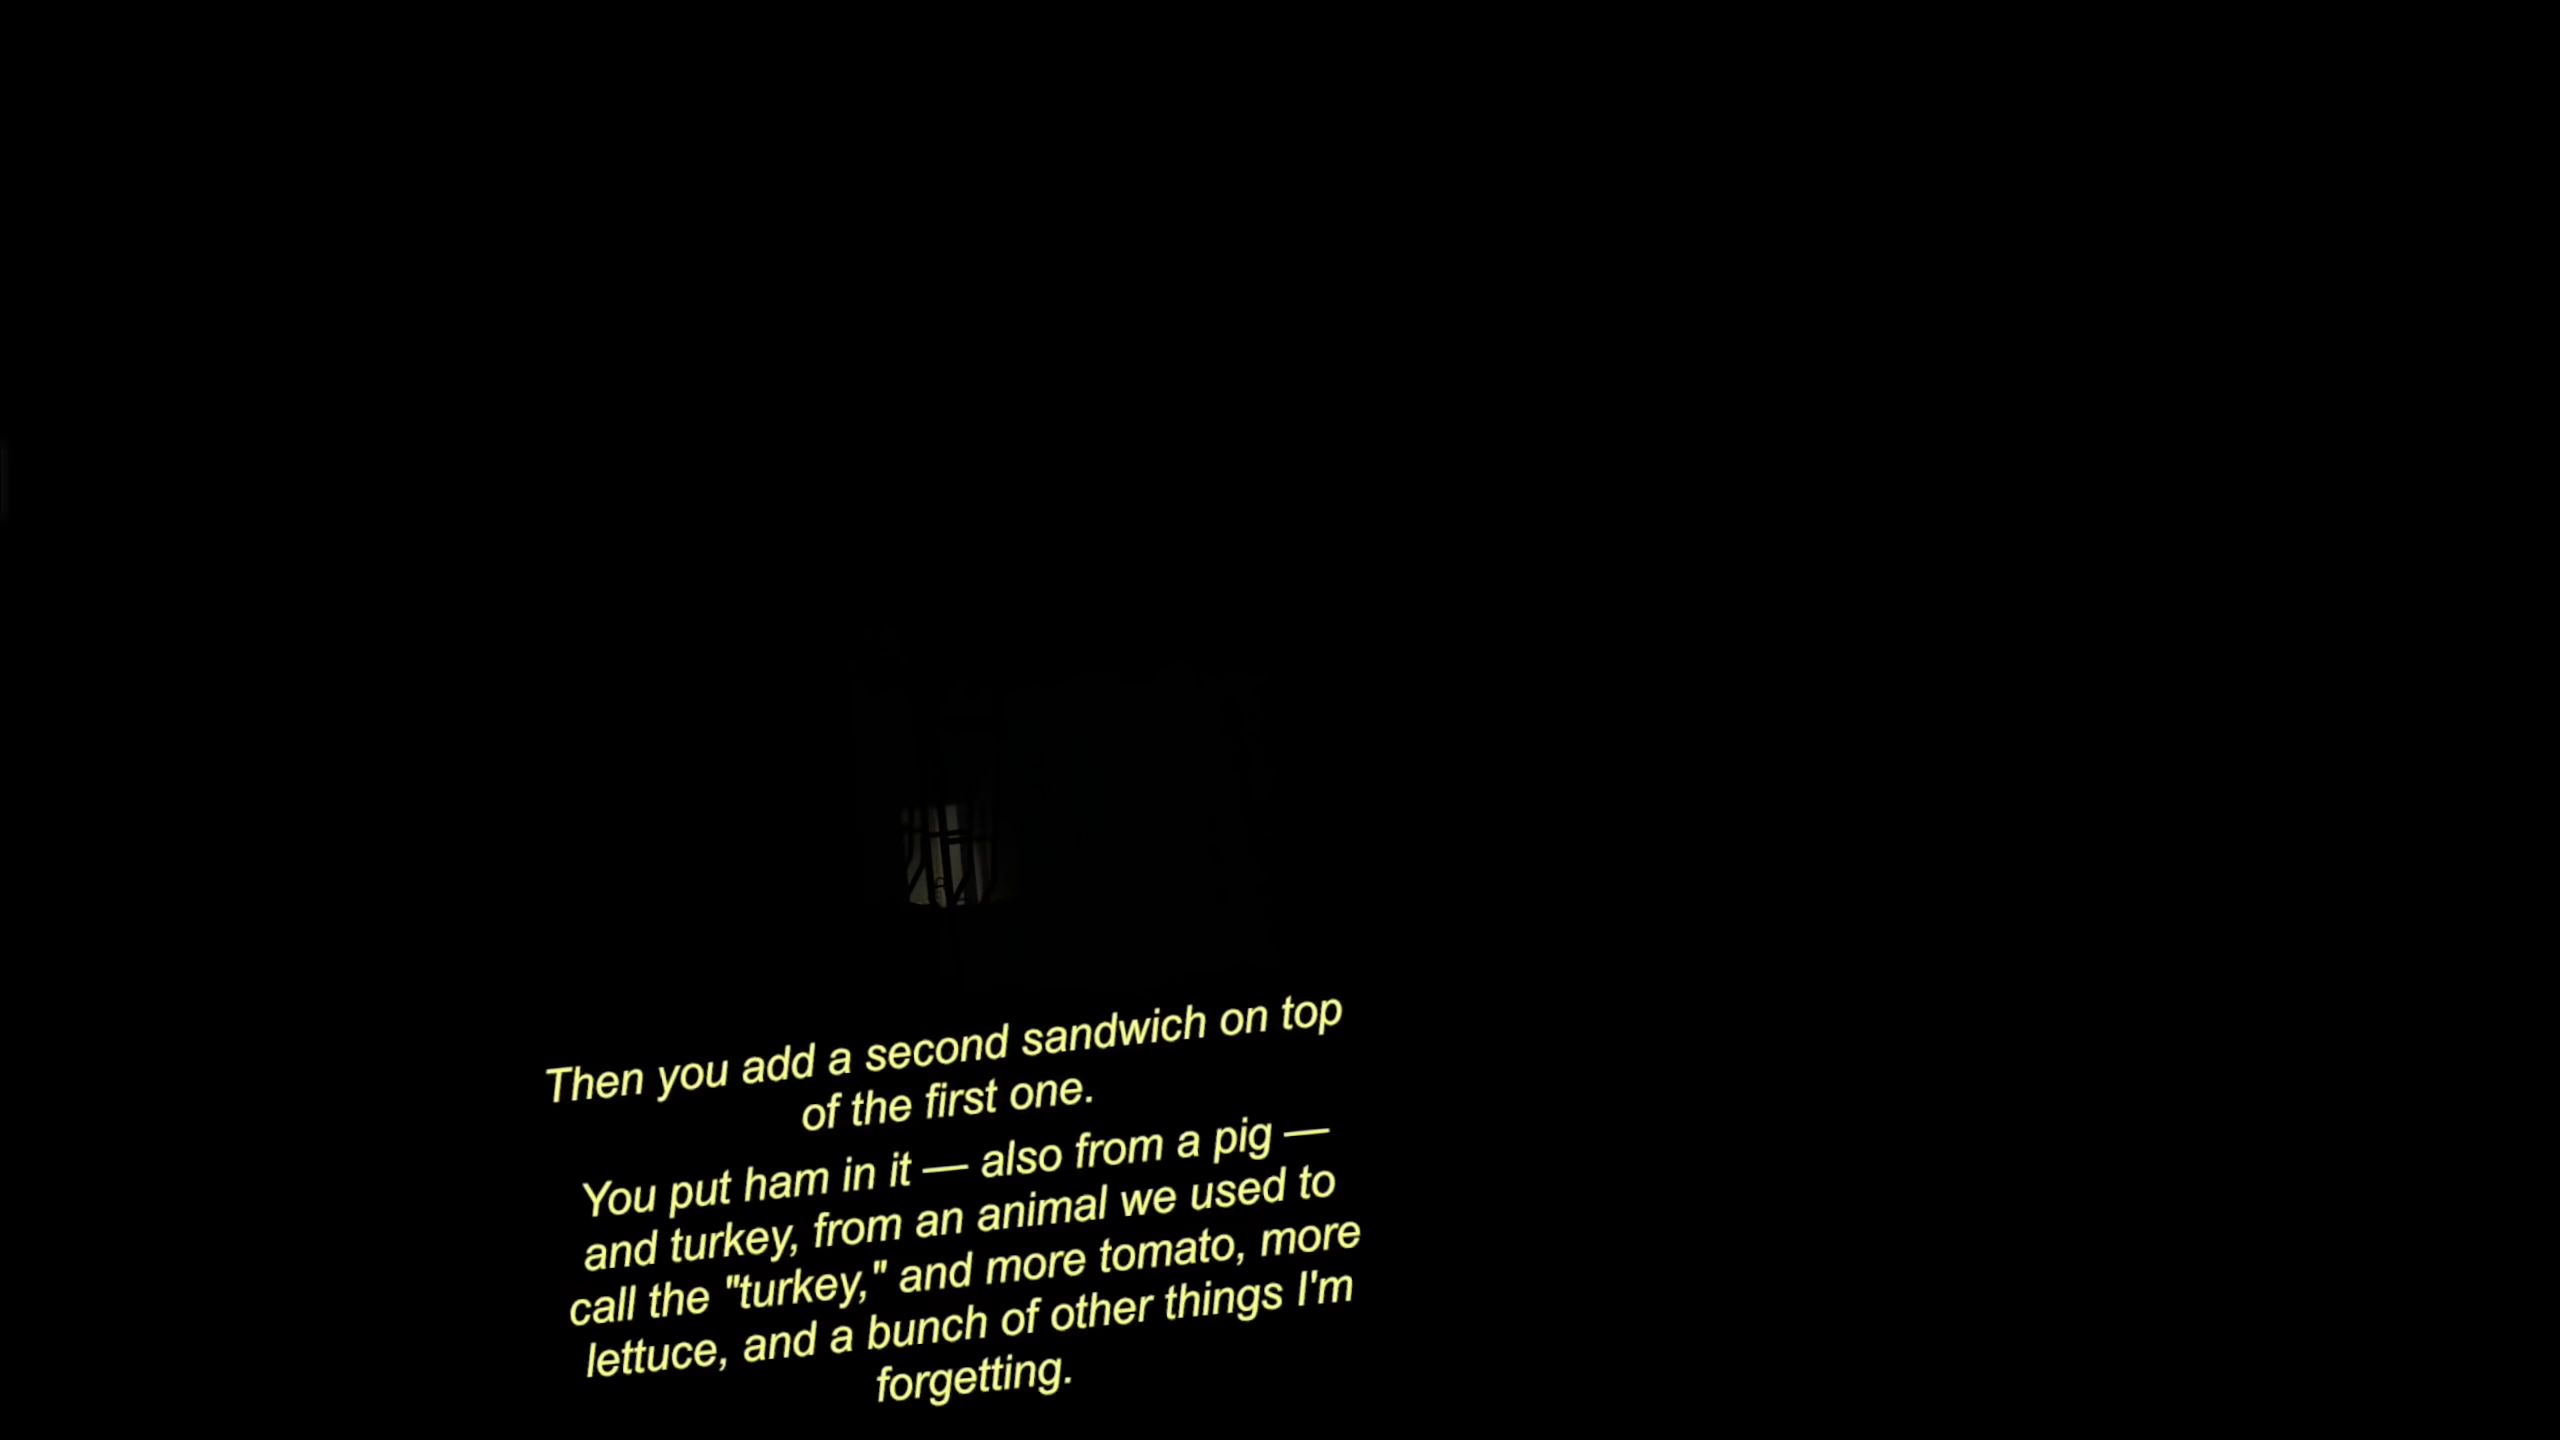 Then you add a second sandwich on top
of the first one.
You put ham in it — also from a pig —
and turkey, from an animal we used to
call the "turkey," and more tomato, more
lettuce, and a bunch of other things I'm
forgetting.